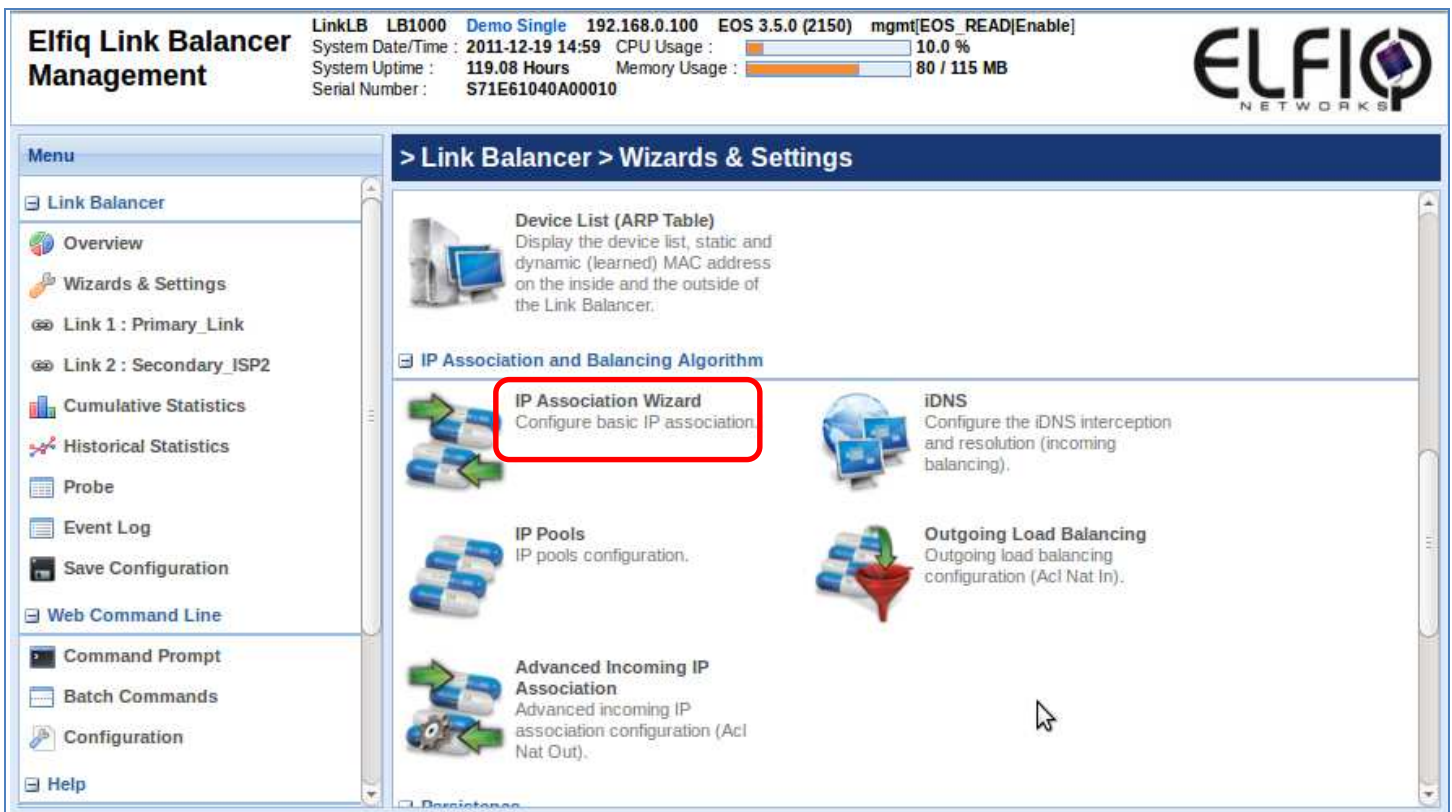 Elfiq Link Balancer
Management
LinkLB LB1000 Demo Single 192.168.0.100 EOS 3.5.0 (2150) mgmt[EOS_READ|Enable]
System Date/Time : 2011-12-19 14:59 CPU Usage : 10.0 %
System Uptime : 119.08 Hours Memory Usage : 80 / 115 MB
Serial Number : S71E61040A00010
ELFIQ
NETWORKS
Menu
Link Balancer
Overview
Wizards & Settings
Link 1 : Primary_Link
Link 2 : Secondary_ISP2
Cumulative Statistics
Historical Statistics
Probe
Event Log
Save Configuration
Web Command Line
Command Prompt
Batch Commands
Configuration
Help
> Link Balancer > Wizards & Settings
Device List (ARP Table)
Display the device list, static and
dynamic (learned) MAC address
on the inside and the outside of
the Link Balancer.
IP Association and Balancing Algorithm
IP Association Wizard
Configure basic IP association.
iDNS
Configure the iDNS interception
and resolution (incoming
balancing).
IP Pools
IP pools configuration.
Outgoing Load Balancing
Outgoing load balancing
configuration (Acl Nat In).
Advanced Incoming IP
Association
Advanced incoming IP
association configuration (Acl
Nat Out).
Persistence